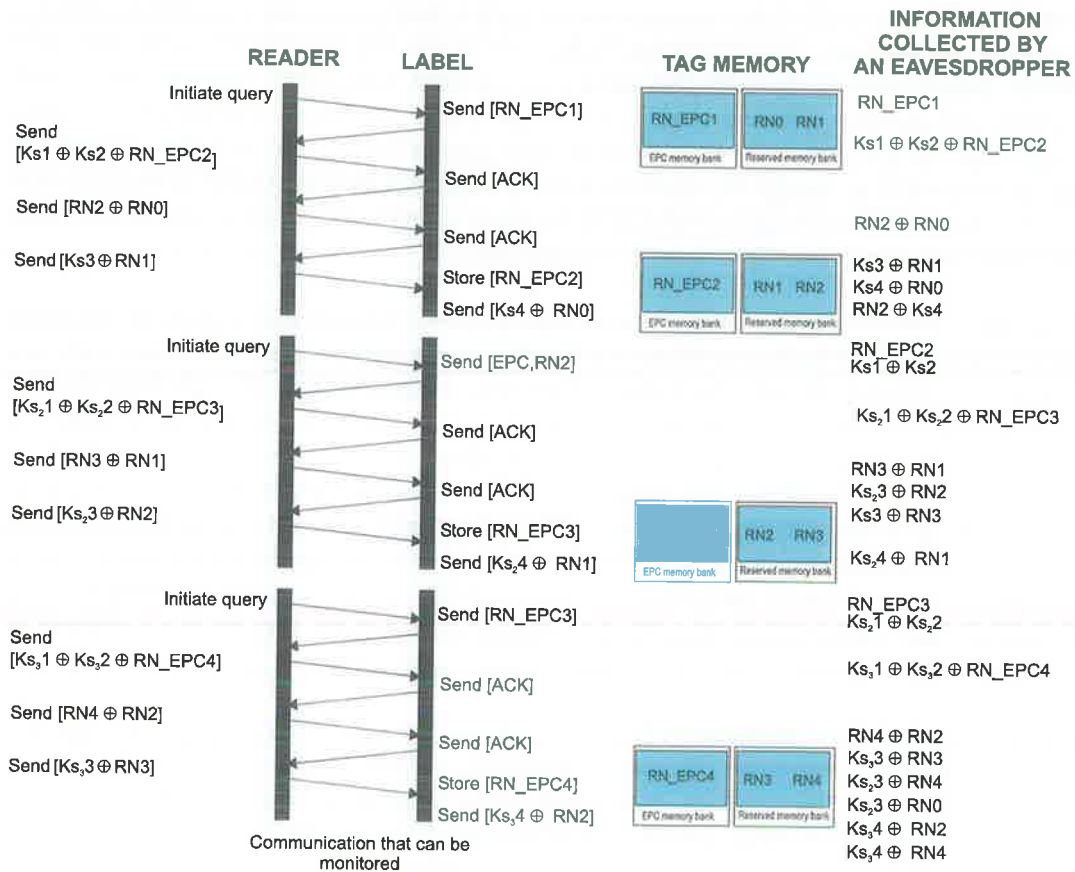 INFORMATION
COLLECTED BY
AN EAVESDROPPER
READER
LABEL
TAG MEMORY
Initiate query
Send [RN_EPC1]
RN_EPC1
RN0 RN1
EPC memory bank
Reserved memory bank
RN_EPC1
Send
[Ks1 ⊕ Ks2 ⊕ RN_EPC2]
Ks1 ⊕ Ks2 ⊕ RN_EPC2
Send [ACK]
Send [RN2 ⊕ RN0]
RN2 ⊕ RN0
Send [ACK]
Send[Ks3 ⊕ RN1]
Store [RN_EPC2]
Send [Ks4 ⊕ RN0]
RN_EPC2
RN1 RN2
EPC memory bank
Reserved memory bank
Ks3 ⊕ RN1
Ks4 ⊕ RN0
RN2 ⊕ Ks4
Initiate query
Send [EPC,RN2]
RN_EPC2
Ks1 ⊕ Ks2
Send
[Ks₂1 ⊕ Ks₂2 ⊕ RN_EPC3]
Ks₂1 ⊕ Ks₂2 ⊕ RN_EPC3
Send [ACK]
Send [RN3 ⊕ RN1]
Send [ACK]
Send[Ks₂3 ⊕ RN2]
Store [RN_EPC3]
Send [Ks₂4 ⊕ RN1]
RN2 RN3
EPC memory bank
Reserved memory bank
RN3 ⊕ RN1
Ks₂3 ⊕ RN2
Ks3 ⊕ RN3
Ks₂4 ⊕ RN1
Initiate query
Send [RN_EPC3]
RN_EPC3
Ks₂1 ⊕ Ks₂2
Send
[Ks₃1 ⊕ Ks₃2 ⊕ RN_EPC4]
Ks₃1 ⊕ Ks₃2 ⊕ RN_EPC4
Send [ACK]
Send [RN4 ⊕ RN2]
Send [ACK]
Send[Ks₃3 ⊕ RN3]
Store [RN_EPC4]
Send [Ks₃4 ⊕ RN2]
RN_EPC4
RN3 RN4
EPC memory bank
Reserved memory bank
RN4 ⊕ RN2
Ks₃3 ⊕ RN3
Ks₂3 ⊕ RN4
Ks₂3 ⊕ RN0
Ks₃4 ⊕ RN2
Ks₃4 ⊕ RN4
Communication that can be
monitored